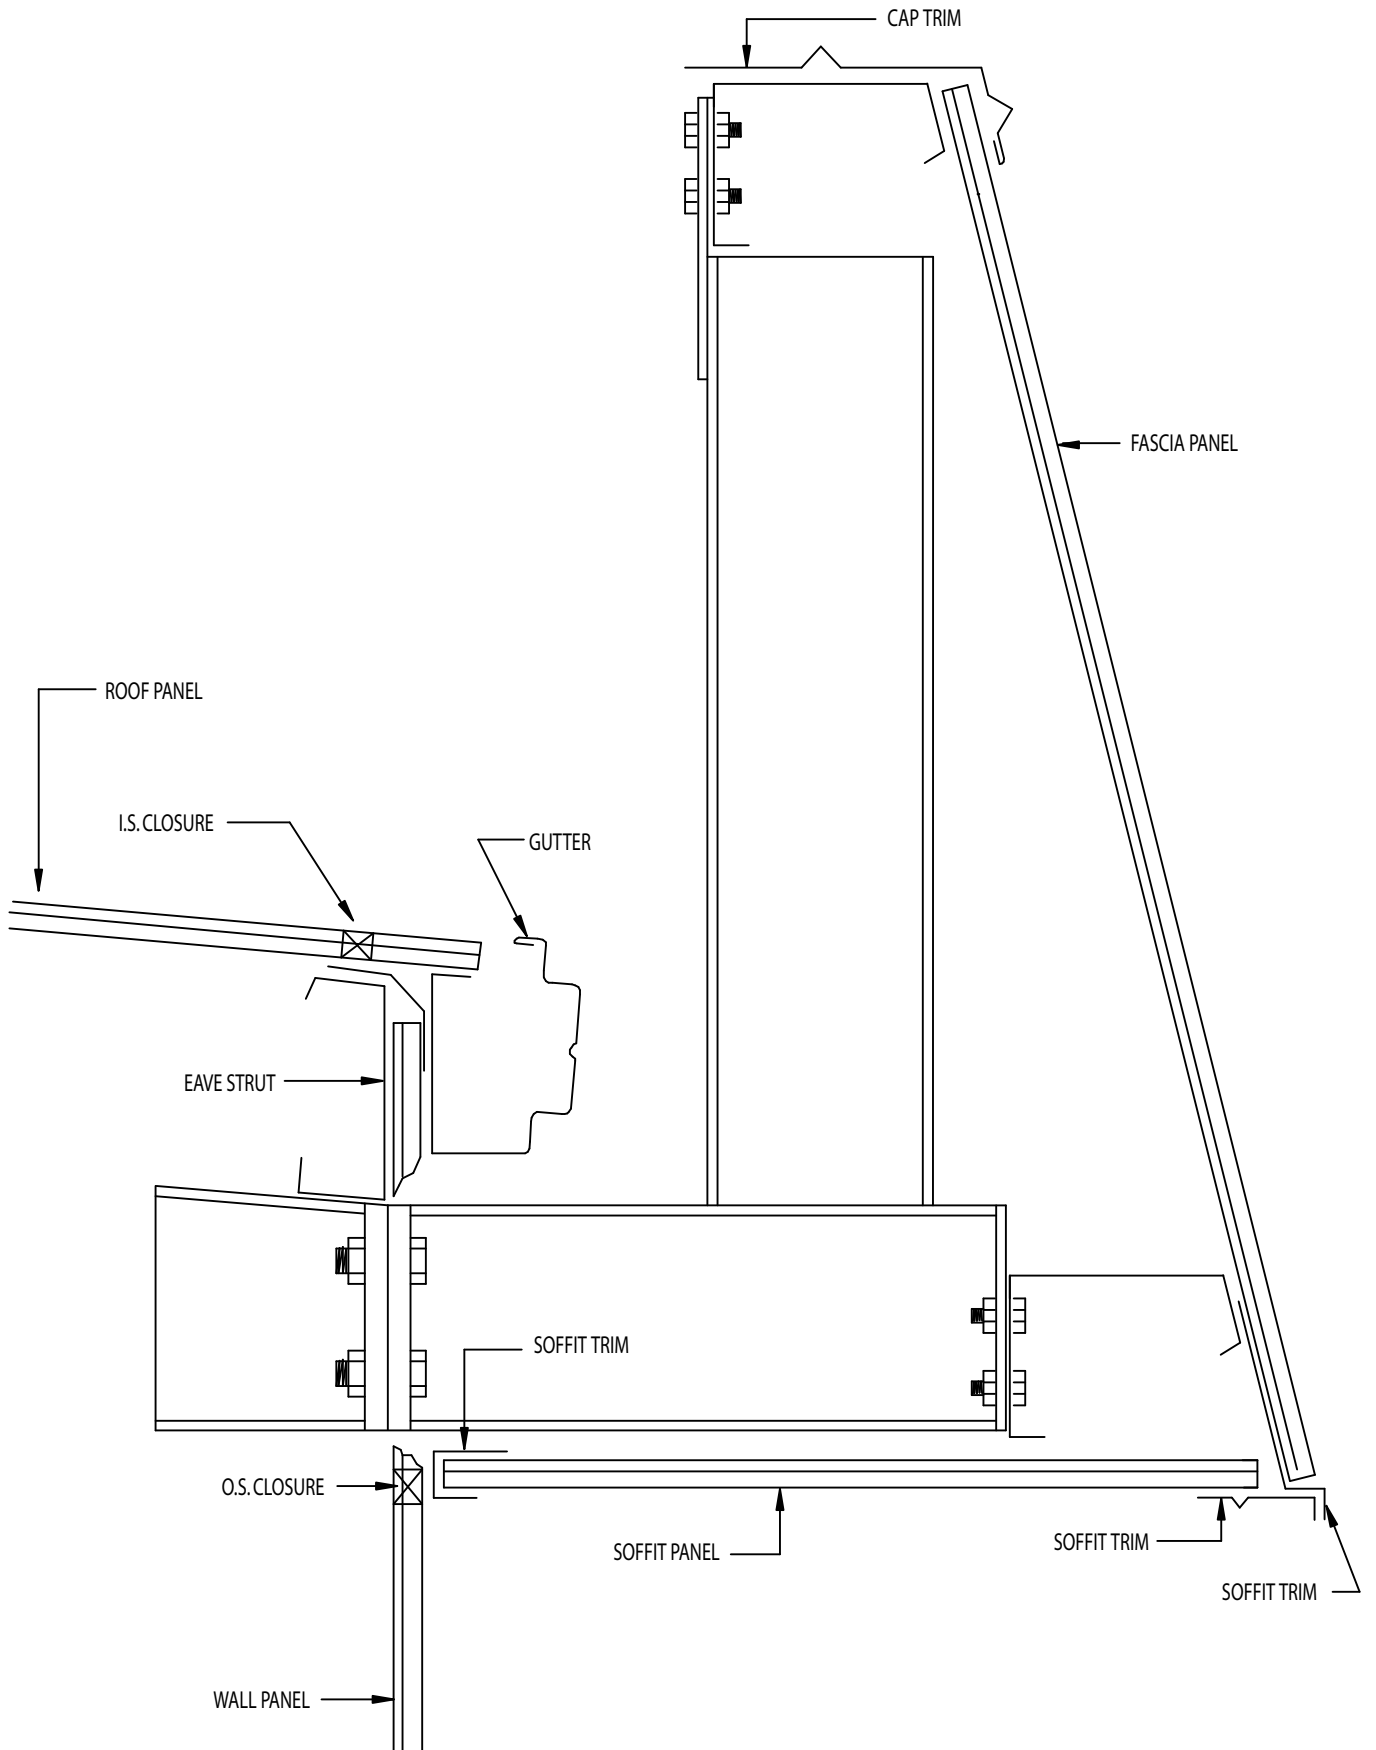 CAP TRIM
FASCIA PANEL
ROOF PANEL
I.S. CLOSURE
GUTTER
EAVE STRUT
SOFFIT TRIM
O.S. CLOSURE
SOFFIT PANEL
SOFFIT TRIM
SOFFIT TRIM
WALL PANEL